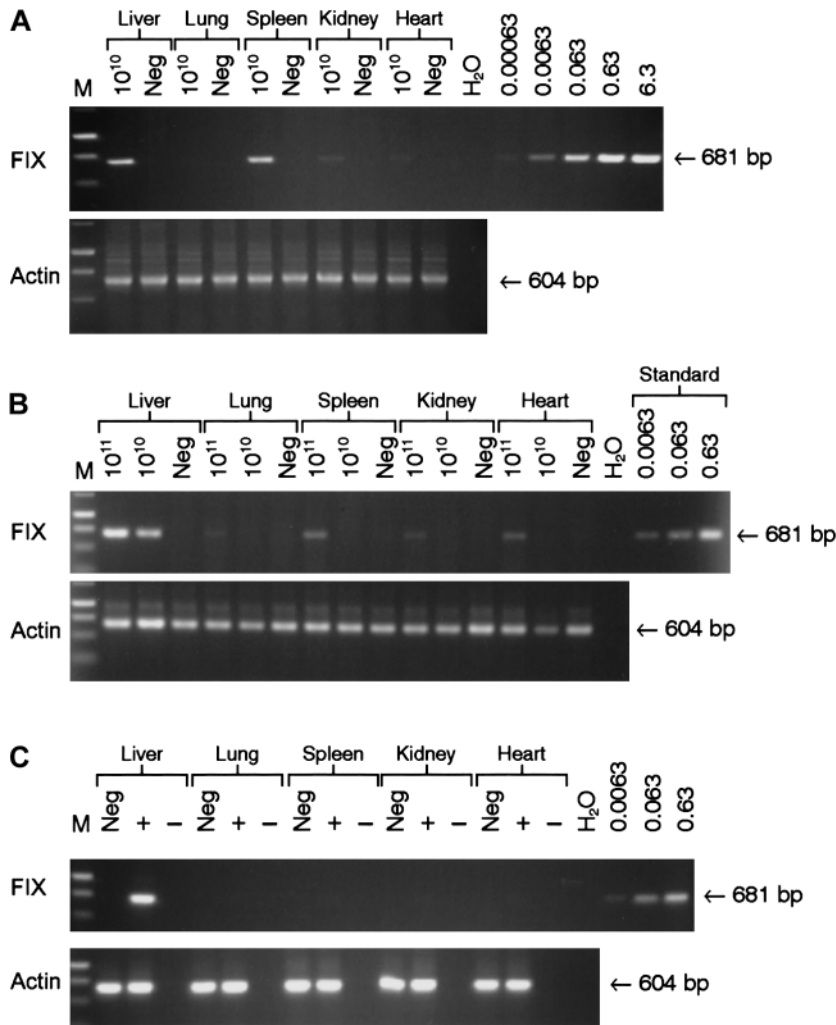 A
Liver Lung Spleen Kidney Heart
M 10¹⁰ Neg 10¹⁰ Neg 10¹⁰ Neg 10¹⁰ Neg 10¹⁰ Neg H₂O 0.00063 0.0063 0.063 0.63 6.3
FIX ← 681 bp
Actin ← 604 bp
B
Standard
Liver Lung Spleen Kidney Heart
M 10¹¹ 10¹⁰ Neg 10¹¹ 10¹⁰ Neg 10¹¹ 10¹⁰ Neg 10¹¹ 10¹⁰ Neg 10¹¹ 10¹⁰ Neg H₂O 0.0063 0.063 0.63
FIX ← 681 bp
Actin ← 604 bp
C
Liver Lung Spleen Kidney Heart
M Neg + − Neg + − Neg + − Neg + − Neg + − H₂O 0.0063 0.063 0.63
FIX ← 681 bp
Actin ← 604 bp